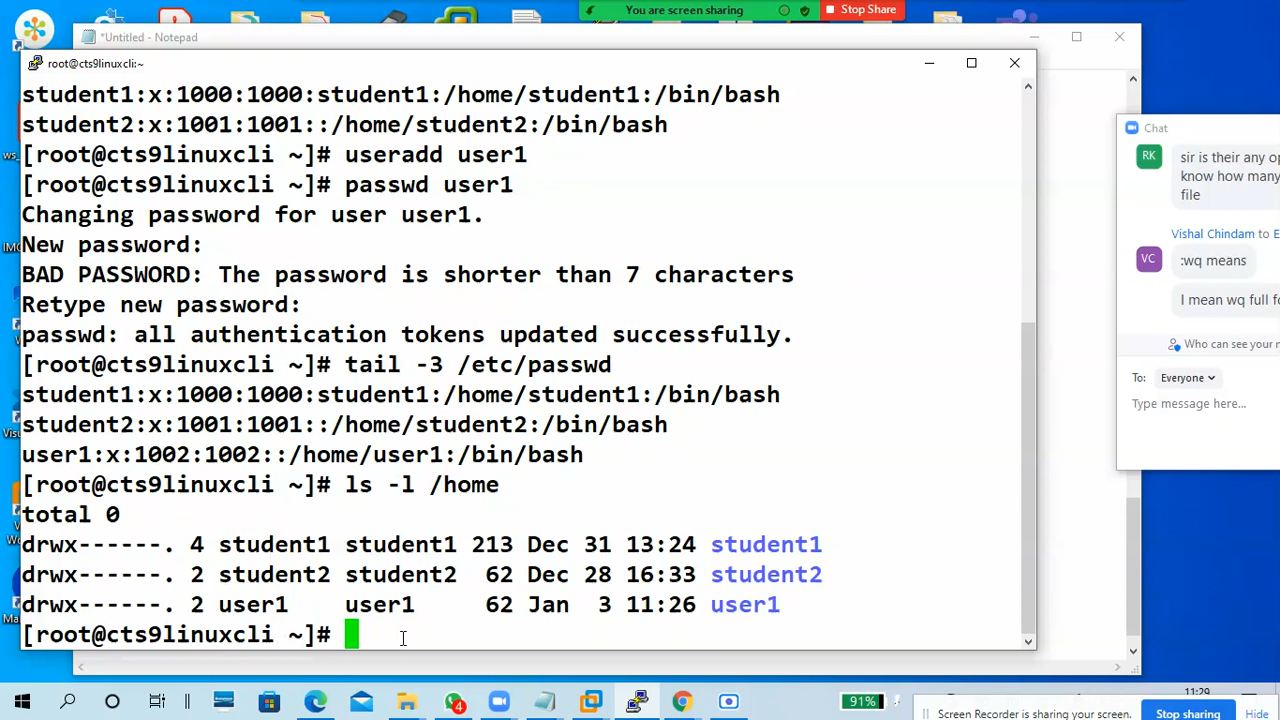 You are screen sharing
Stop Share
*Untitled - Notepad
root@cts9linuxcli:~
student1:x:1000:1000:student1:/home/student1:/bin/bash
student2:x:1001:1001::/home/student2:/bin/bash
[root@cts9linuxcli ~]# useradd user1
[root@cts9linuxcli ~]# passwd user1
Changing password for user user1.
New password:
BAD PASSWORD: The password is shorter than 7 characters
Retype new password:
passwd: all authentication tokens updated successfully.
[root@cts9linuxcli ~]# tail -3 /etc/passwd
student1:x:1000:1000:student1:/home/student1:/bin/bash
student2:x:1001:1001::/home/student2:/bin/bash
user1:x:1002:1002::/home/user1:/bin/bash
[root@cts9linuxcli ~]# ls -l /home
total 0
drwx------. 4 student1 student1 213 Dec 31 13:24 student1
drwx------. 2 student2 student2 62 Dec 28 16:33 student2
drwx------. 2 user1 user1 62 Jan 3 11:26 user1
[root@cts9linuxcli ~]#
Chat
RK
sir is their any
know how many
file
Vishal Chindam to
VC
:wq means
I mean wq full
Who can see your
To: Everyone
Type message here...
4
91%
11:29
Screen Recorder is sharing your screen.
Stop sharing
Hide